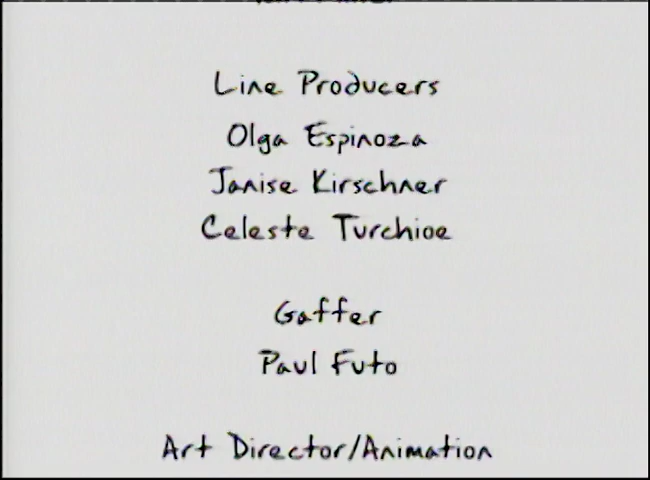 Line Producers
Olga Espinoza
Janise Kirschner
Celeste Turchioe
Gaffer
Paul Futo
Art Director/Animation